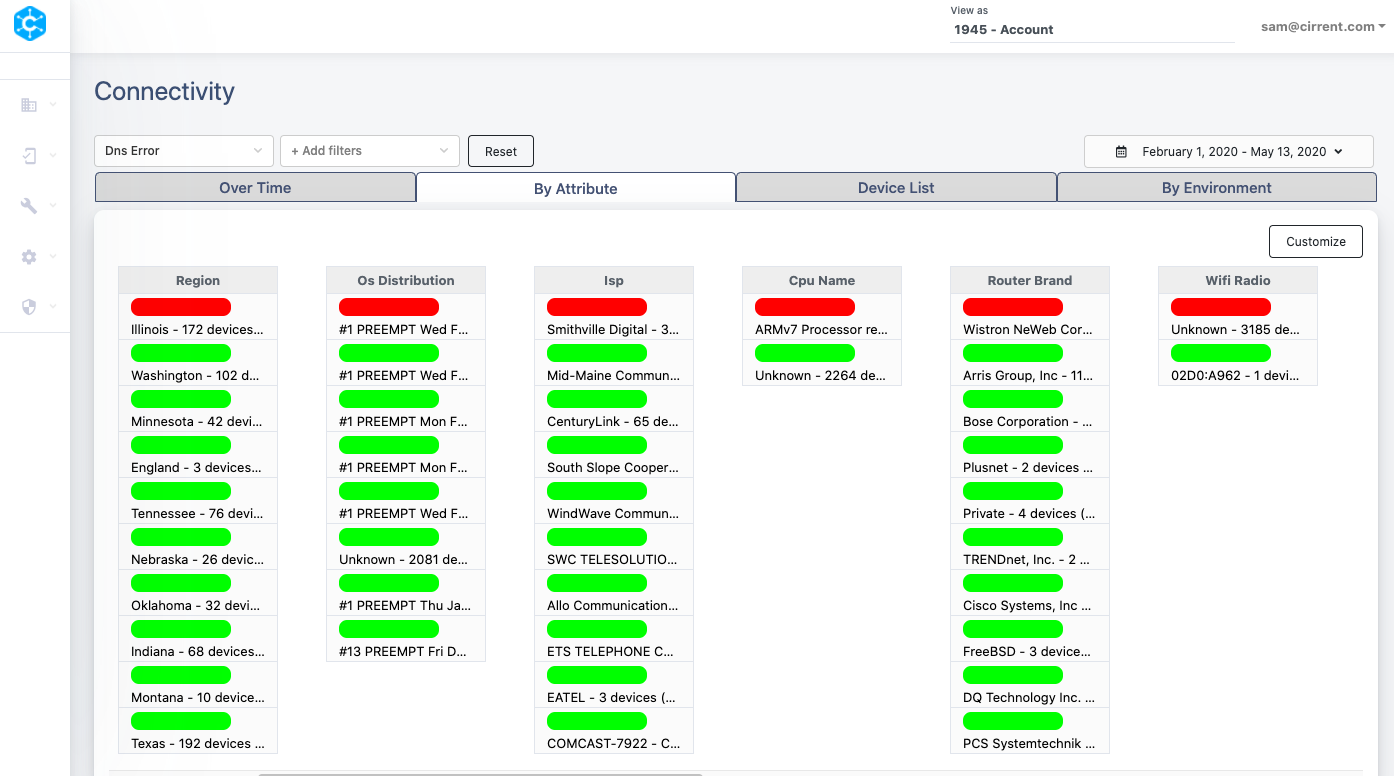 View as
1945 - Account
sam@cirrent.com
Connectivity
Dns Error
+ Add filters
Reset
February 1, 2020 - May 13, 2020
Over Time
By Attribute
Device List
By Environment
Customize
Region
Illinois - 172 devices...
Washington - 102 d...
Minnesota - 42 devi...
England - 3 devices...
Tennessee - 76 devi...
Nebraska - 26 devic...
Oklahoma - 32 devi...
Indiana - 68 devices...
Montana - 10 device...
Texas - 192 devices ...
Os Distribution
#1 PREEMPT Wed F...
#1 PREEMPT Wed F...
#1 PREEMPT Mon F...
#1 PREEMPT Mon F...
#1 PREEMPT Wed F...
Unknown - 2081 de...
#1 PREEMPT Thu Ja...
#13 PREEMPT Fri D...
Isp
Smithville Digital - 3...
Mid-Maine Commun...
CenturyLink - 65 de...
South Slope Cooper...
WindWave Commun...
SWC TELESOLUTIO...
Allo Communication...
ETS TELEPHONE C...
EATEL - 3 devices (...
COMCAST-7922 - C...
Cpu Name
ARMv7 Processor re...
Unknown - 2264 de...
Router Brand
Wistron NeWeb Cor...
Arris Group, Inc - 11...
Bose Corporation - ...
Plusnet - 2 devices ...
Private - 4 devices (...
TRENDnet, Inc. - 2 ...
Cisco Systems, Inc ...
FreeBSD - 3 device...
DQ Technology Inc. ...
PCS Systemtechnik ...
Wifi Radio
Unknown - 3185 de...
02D0:A962 - 1 devi...